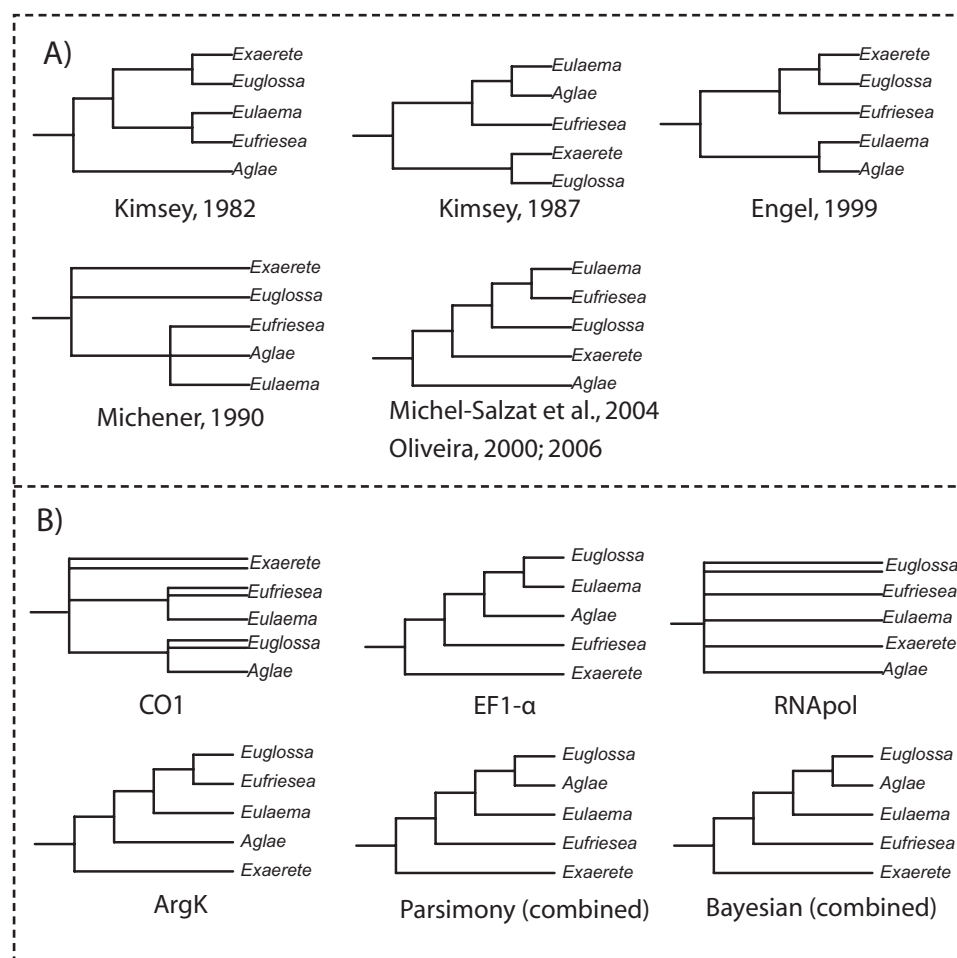 A)
Exaerete
Euglossa
Eulaema
Eufriesea
Aglae
Kimsey, 1982
Eulaema
Aglae
Eufriesea
Exaerete
Euglossa
Kimsey, 1987
Exaerete
Euglossa
Eufriesea
Eulaema
Aglae
Engel, 1999
Exaerete
Euglossa
Eufriesea
Aglae
Eulaema
Michener, 1990
Eulaema
Eufriesea
Euglossa
Exaerete
Aglae
Michel-Salzat et al., 2004
Oliveira, 2000; 2006
B)
Exaerete
Eufriesea
Eulaema
Euglossa
Aglae
CO1
Euglossa
Eulaema
Aglae
Eufriesea
Exaerete
EF1-α
Euglossa
Eufriesea
Eulaema
Exaerete
Aglae
RNApol
Euglossa
Eufriesea
Eulaema
Aglae
Exaerete
ArgK
Euglossa
Aglae
Eulaema
Eufriesea
Exaerete
Parsimony (combined)
Euglossa
Aglae
Eulaema
Eufriesea
Exaerete
Bayesian (combined)